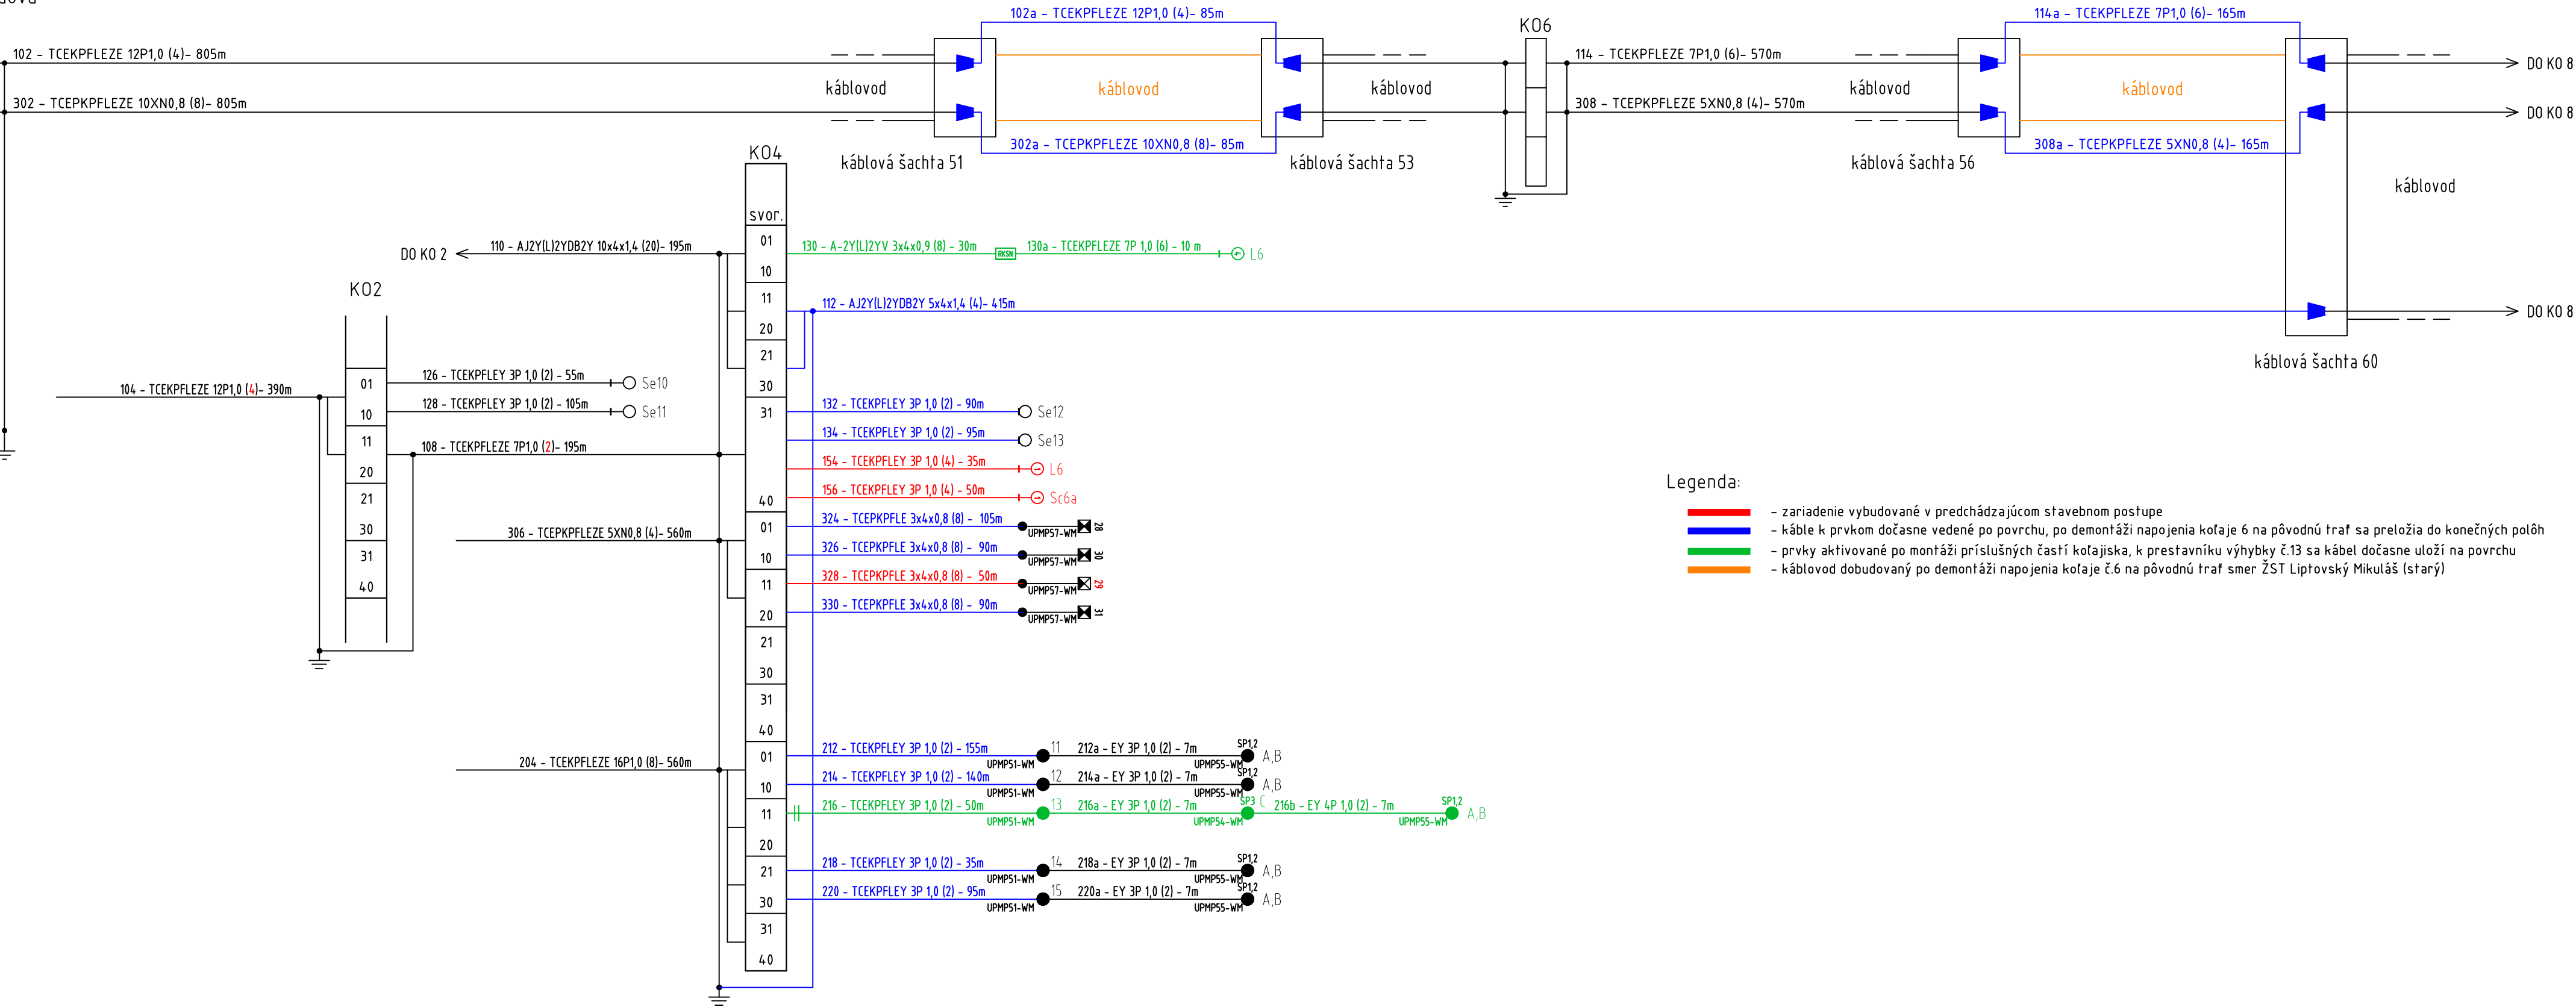 102a - TCEKPFLEZE 12P1,0 (4)- 85m
114a - TCEKPFLEZE 7P1,0 (6)- 165m
KO6
102 - TCEKPFLEZE 12P1,0 (4)- 805m
114 - TCEKPFLEZE 7P1,0 (6)- 570m
DO KO 8
káblovod
káblovod
káblovod
káblovod
káblovod
302 - TCEPKPFLEZE 10XN0,8 (8)- 805m
308 - TCEPKPFLEZE 5XN0,8 (4)- 570m
DO KO 8
302a - TCEPKPFLEZE 10XN0,8 (8)- 85m
308a - TCEPKPFLEZE 5XN0,8 (4)- 165m
káblová šachta 51
káblová šachta 53
káblová šachta 56
káblovod
KO4
svor.
01
10
11
20
21
30
31
40
01
10
11
20
21
30
31
40
01
10
11
20
21
30
31
40
DO KO 2
110 - AJ2Y(L)2YDB2Y 10x4x1,4 (20)- 195m
130 - A-2Y(L)2YV 3x4x0,9 (8) - 30m
RKSN
130a - TCEKPFLEZE 7P 1,0 (6) - 10 m
L6
112 - AJ2Y(L)2YDB2Y 5x4x1,4 (4)- 415m
DO KO 8
káblová šachta 60
KO2
01
10
11
20
21
30
31
40
104 - TCEKPFLEZE 12P1,0 (4)- 390m
126 - TCEKPFLEY 3P 1,0 (2) - 55m
Se10
128 - TCEKPFLEY 3P 1,0 (2) - 105m
Se11
108 - TCEKPFLEZE 7P1,0 (2)- 195m
132 - TCEKPFLEY 3P 1,0 (2) - 90m
Se12
134 - TCEKPFLEY 3P 1,0 (2) - 95m
Se13
154 - TCEKPFLEY 3P 1,0 (4) - 35m
L6
156 - TCEKPFLEY 3P 1,0 (4) - 50m
Sc6a
306 - TCEPKPFLEZE 5XN0,8 (4)- 560m
324 - TCEPKPFLE 3x4x0,8 (8) - 105m
UPMP57-WM
28
326 - TCEPKPFLE 3x4x0,8 (8) - 90m
UPMP57-WM
30
328 - TCEPKPFLE 3x4x0,8 (8) - 50m
UPMP57-WM
29
330 - TCEPKPFLE 3x4x0,8 (8) - 90m
UPMP57-WM
31
204 - TCEKPFLEZE 16P1,0 (8)- 560m
212 - TCEKPFLEY 3P 1,0 (2) - 155m
UPMP51-WM
11
212a - EY 3P 1,0 (2) - 7m
SP1,2
UPMP55-WM
A,B
214 - TCEKPFLEY 3P 1,0 (2) - 140m
UPMP51-WM
12
214a - EY 3P 1,0 (2) - 7m
SP1,2
UPMP55-WM
A,B
216 - TCEKPFLEY 3P 1,0 (2) - 50m
UPMP51-WM
13
216a - EY 3P 1,0 (2) - 7m
SP3
C
UPMP54-WM
216b - EY 4P 1,0 (2) - 7m
SP1,2
UPMP55-WM
A,B
218 - TCEKPFLEY 3P 1,0 (2) - 35m
UPMP51-WM
14
218a - EY 3P 1,0 (2) - 7m
SP1,2
UPMP55-WM
A,B
220 - TCEKPFLEY 3P 1,0 (2) - 95m
UPMP51-WM
15
220a - EY 3P 1,0 (2) - 7m
SP1,2
UPMP55-WM
A,B
Legenda:
- zariadenie vybudované v predchádzajúcom stavebnom postupe
- káble k prvkom dočasne vedené po povrchu, po demontáži napojenia koľaje 6 na pôvodnú trať sa preložia do konečných polôh
- prvky aktivované po montáži príslušných častí koľajiska, k prestavníku výhybky č.13 sa kábel dočasne uloží na povrchu
- káblovod dobudovaný po demontáži napojenia koľaje č.6 na pôvodnú trať smer ŽST Liptovský Mikuláš (starý)